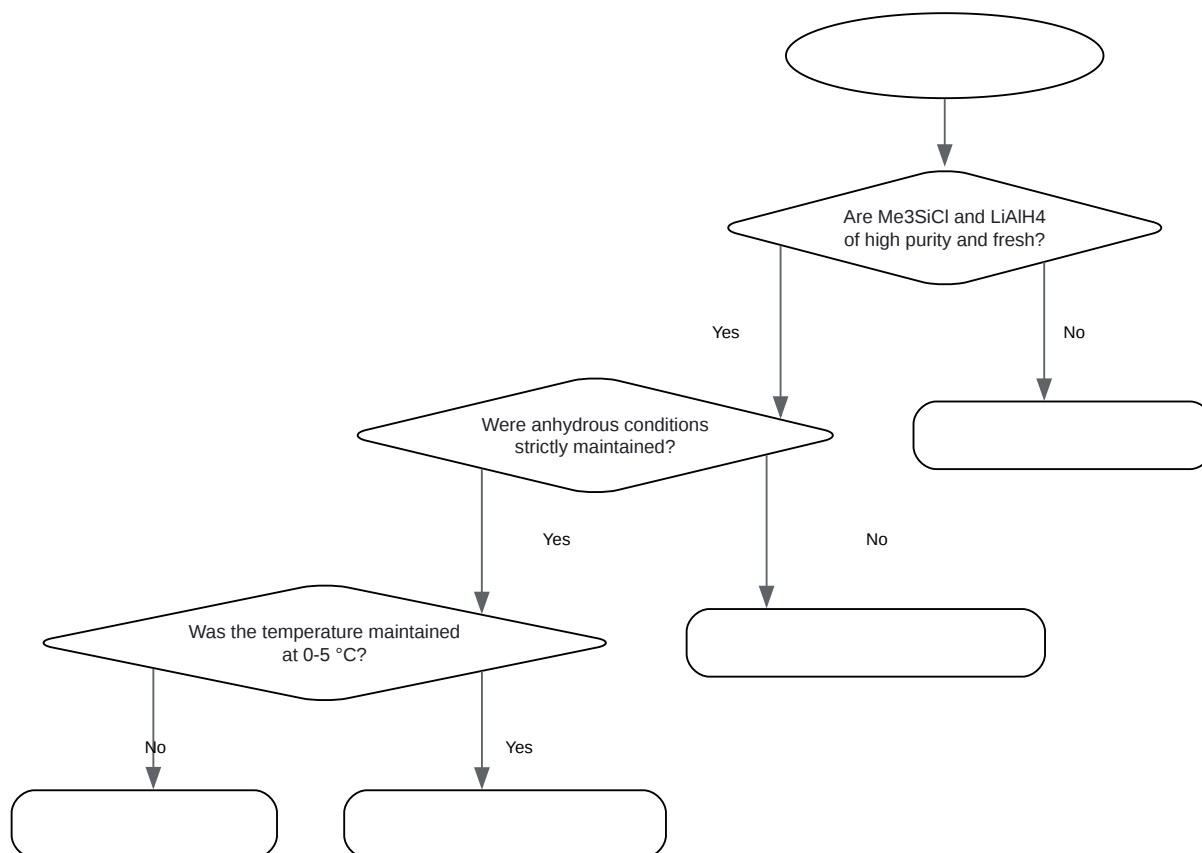 Are Me3SiCl and LiAlH4
of high purity and fresh?
Yes
No
Were anhydrous conditions
strictly maintained?
Yes
No
Was the temperature maintained
at 0-5 °C?
No
Yes